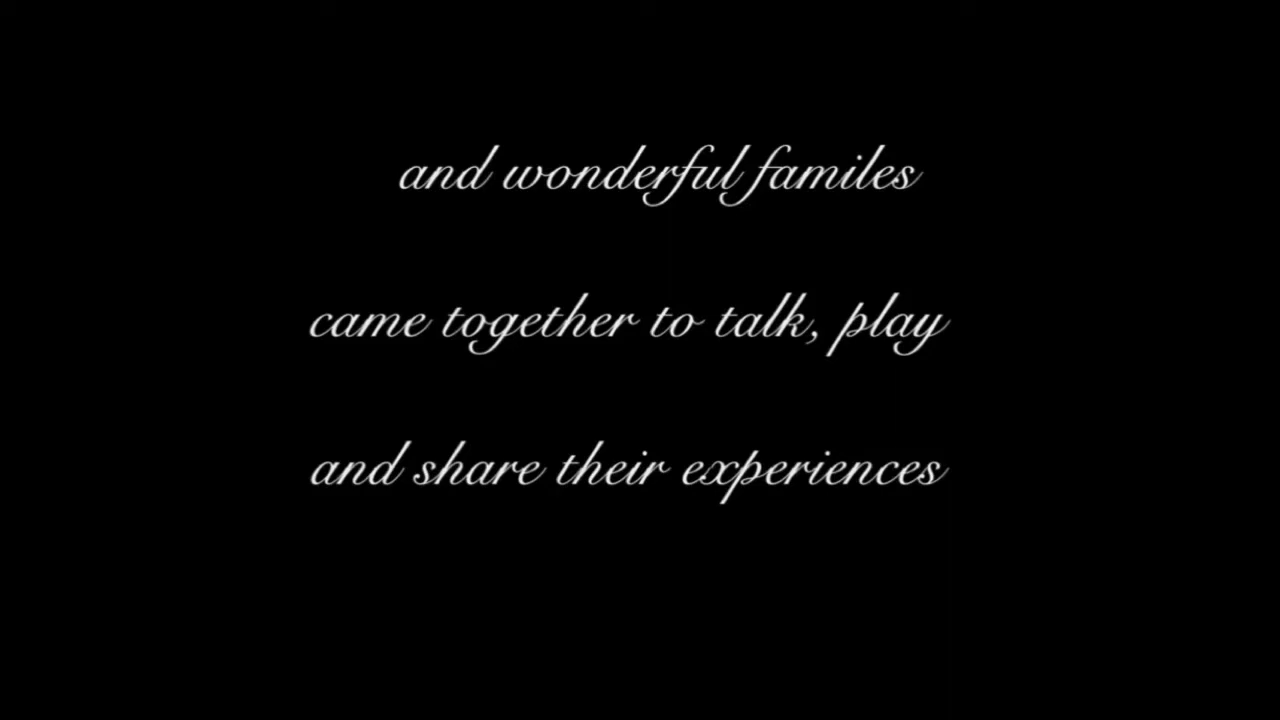 and wonderful familes
came together to talk, play
and share their experiences